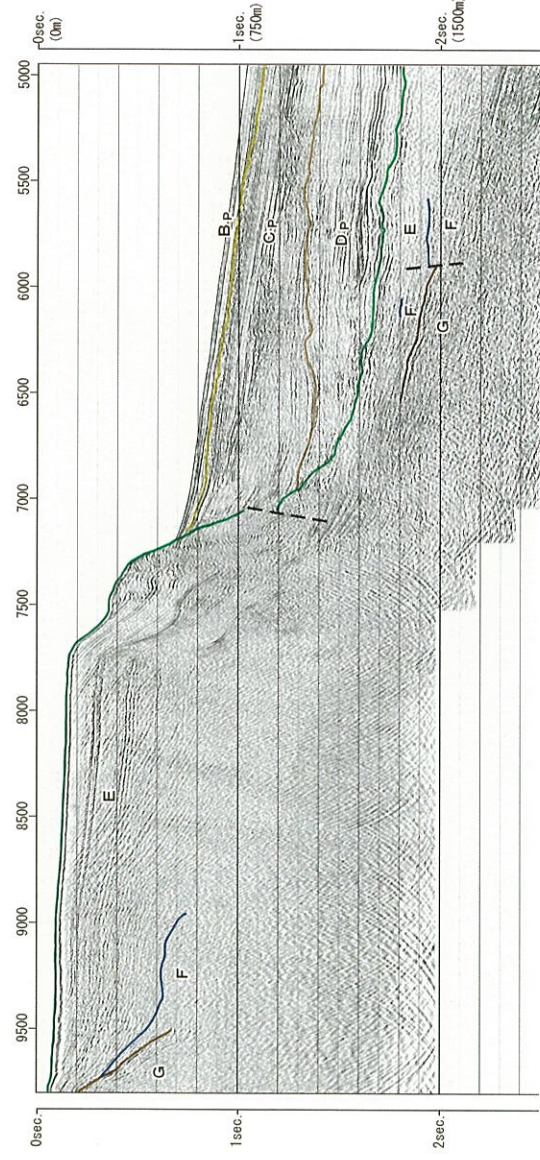 0sec.
(0m)
1sec.
(750m)
2sec.
(1500m)
5000
5500
6000
6500
7000
7500
8000
8500
9000
9500
B.P
C.P
D.P
E
F
F
G
E
F
G
0sec.
1sec.
2sec.